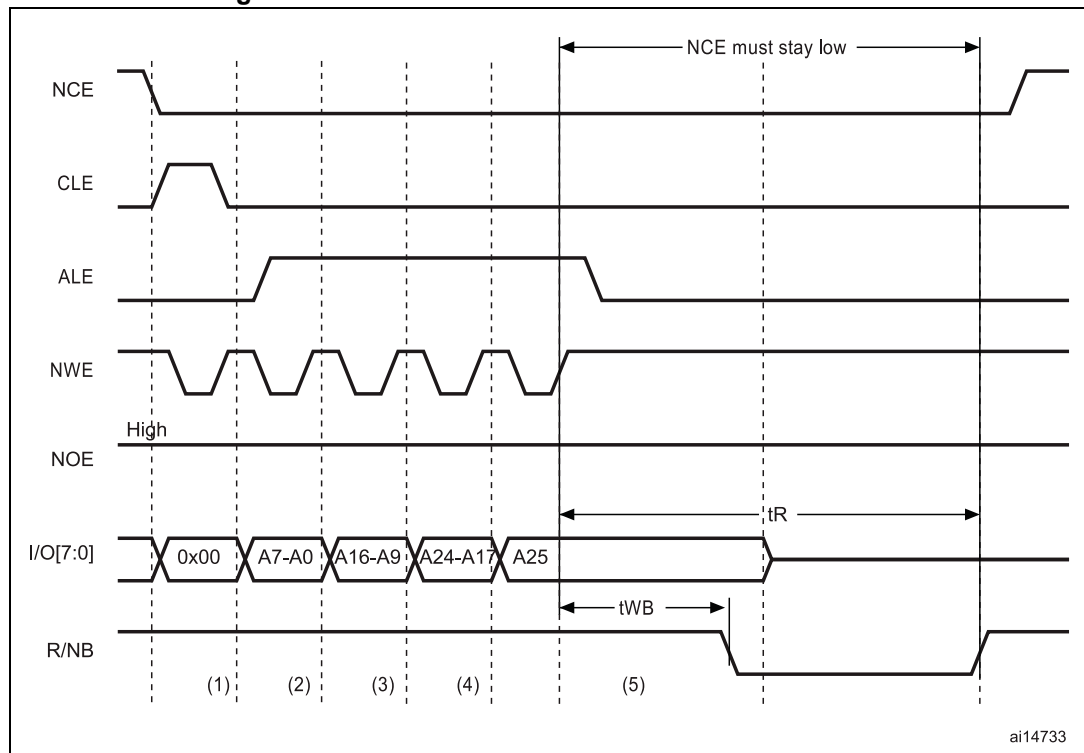 NCE must stay low
NCE
CLE
ALE
NWE
High
NOE
tR
I/O[7:0]
0x00 A7-A0 A16-A9 A24-A17 A25
tWB
R/NB
(1) (2) (3) (4) (5)
ai14733